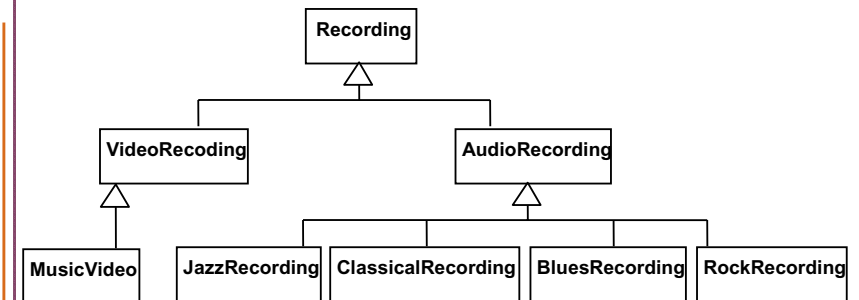 Recording
VideoRecoding
AudioRecording
MusicVideo
JazzRecording
ClassicalRecording
BluesRecording
RockRecording